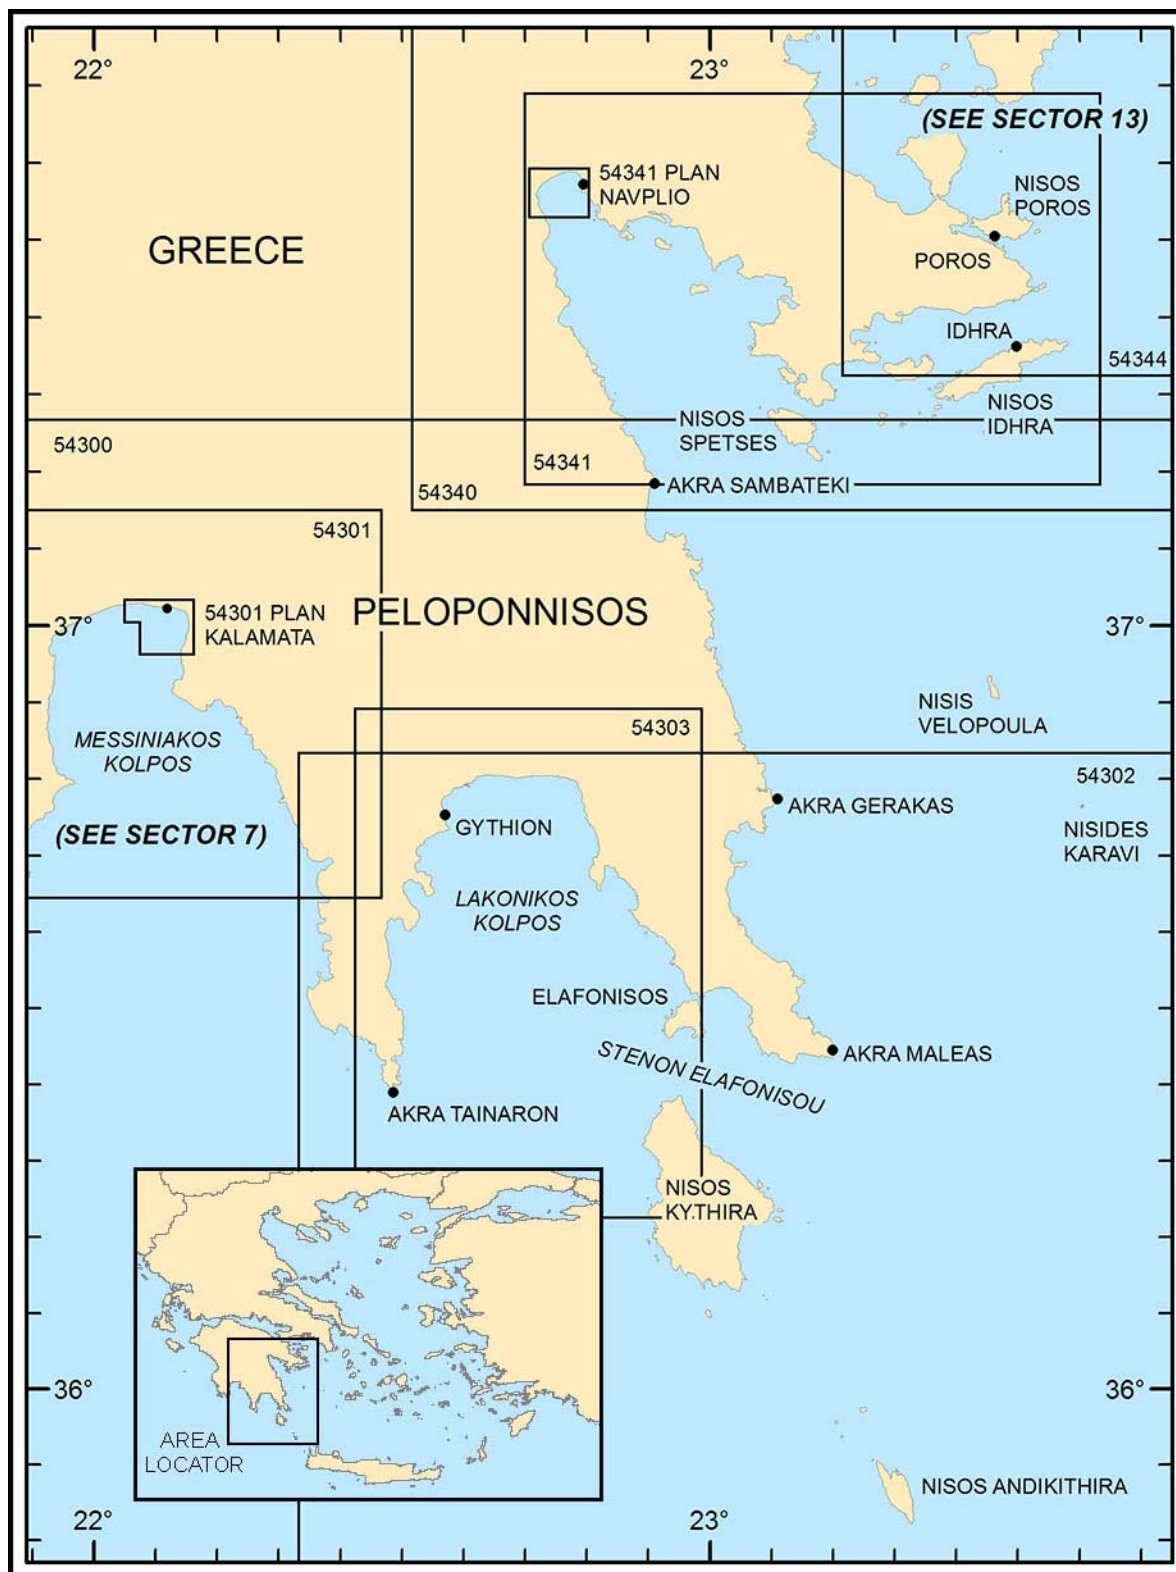 22°
23°
(SEE SECTOR 13)
54341 PLAN
NAVPLIO
NISOS
POROS
GREECE
POROS
IDHRA
54344
NISOS
IDHRA
NISOS
SPETSES
54300
54341
54340
AKRA SAMBATEKI
54301
37°
54301 PLAN
KALAMATA
PELOPONNISOS
37°
NISIS
VELOPOULA
54303
MESSINIAKOS
KOLPOS
54302
AKRA GERAKAS
(SEE SECTOR 7)
GYTHION
NISIDES
KARAVI
LAKONIKOS
KOLPOS
ELAFONISOS
STENON ELAFONISOU
AKRA MALEAS
AKRA TAINARON
NISOS
KYTHIRA
36°
36°
AREA
LOCATOR
NISOS ANDIKITHIRA
22°
23°